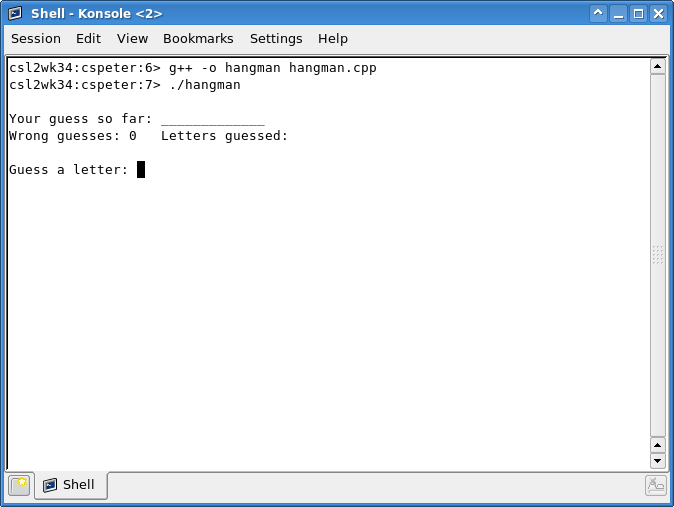 Shell - Konsole <2>
Session Edit View Bookmarks Settings Help
csl2wk34:cspeter:6> g++ -o hangman hangman.cpp
csl2wk34:cspeter:7> ./hangman
Your guess so far: _____________
Wrong guesses: 0   Letters guessed:
Guess a letter:
Shell